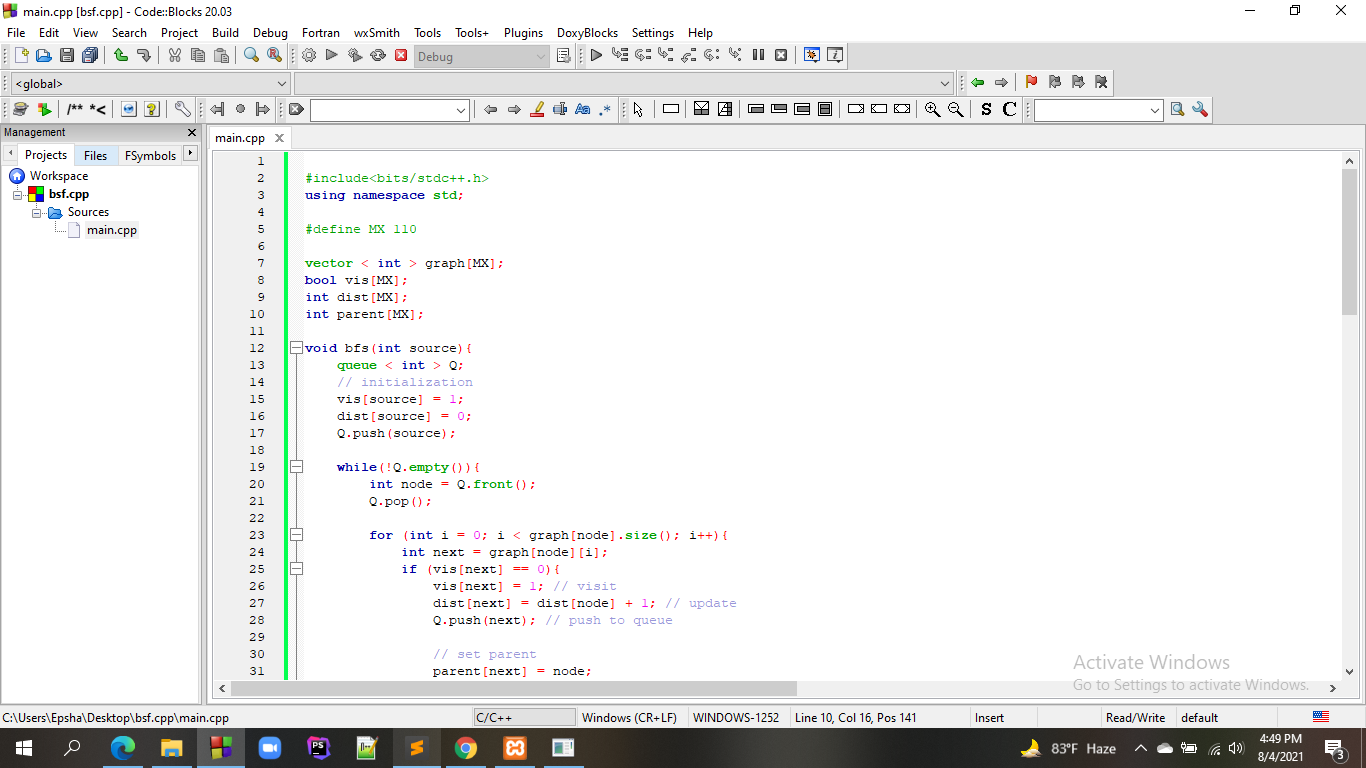 main.cpp [bsf.cpp] - Code::Blocks 20.03
File Edit View Search Project Build Debug Fortran wxSmith Tools Tools+ Plugins DoxyBlocks Settings Help
Debug
<global>
/** *<
Aa .*
S C
Management
main.cpp
Projects Files FSymbols
Workspace
bsf.cpp
Sources
main.cpp
1
2 #include<bits/stdc++.h>
3 using namespace std;
4
5 #define MX 110
6
7 vector < int > graph[MX];
8 bool vis[MX];
9 int dist[MX];
10 int parent[MX];
11
12 void bfs(int source){
13 queue < int > Q;
14 // initialization
15 vis[source] = 1;
16 dist[source] = 0;
17 Q.push(source);
18
19 while(!Q.empty()){
20 int node = Q.front();
21 Q.pop();
22
23 for (int i = 0; i < graph[node].size(); i++){
24 int next = graph[node][i];
25 if (vis[next] == 0){
26 vis[next] = 1; // visit
27 dist[next] = dist[node] + 1; // update
28 Q.push(next); // push to queue
29
30 // set parent
31 parent[next] = node;
Activate Windows
Go to Settings to activate Windows.
C:\Users\Epsha\Desktop\bsf.cpp\main.cpp C/C++ Windows (CR+LF) WINDOWS-1252 Line 10, Col 16, Pos 141 Insert Read/Write default
PS
83°F Haze
4:49 PM
8/4/2021
3